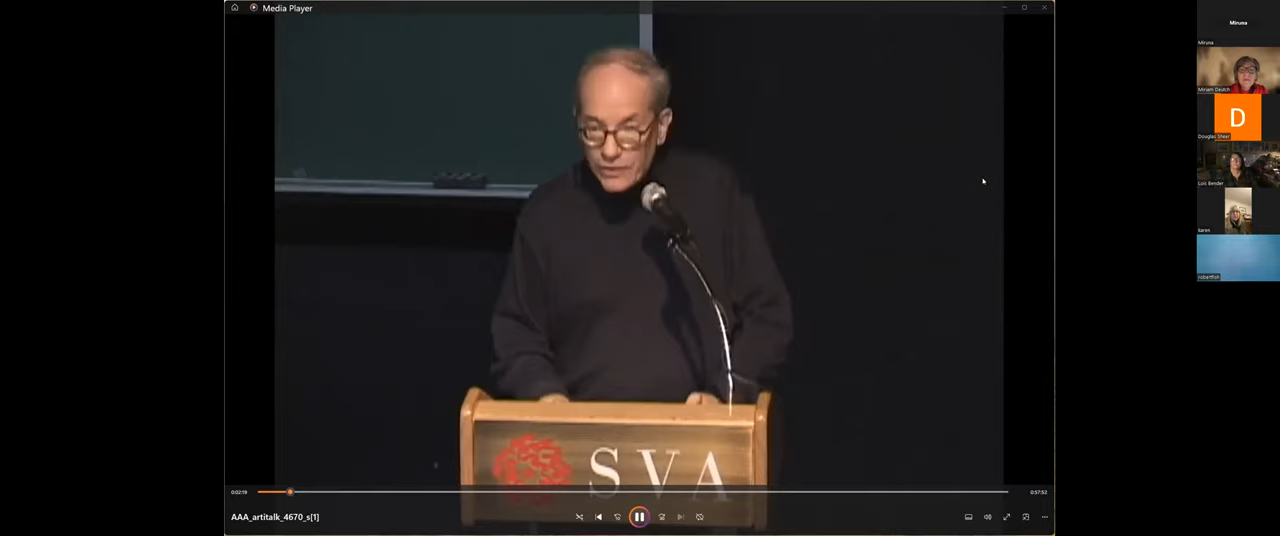 Media Player
Miruna
Miruna
Miriam Deutch
D
Douglas Sheer
Lois Bender
karen
robertfish
SVA
0:02:19
0:57:52
AAA_artitalk_4670_s[1]